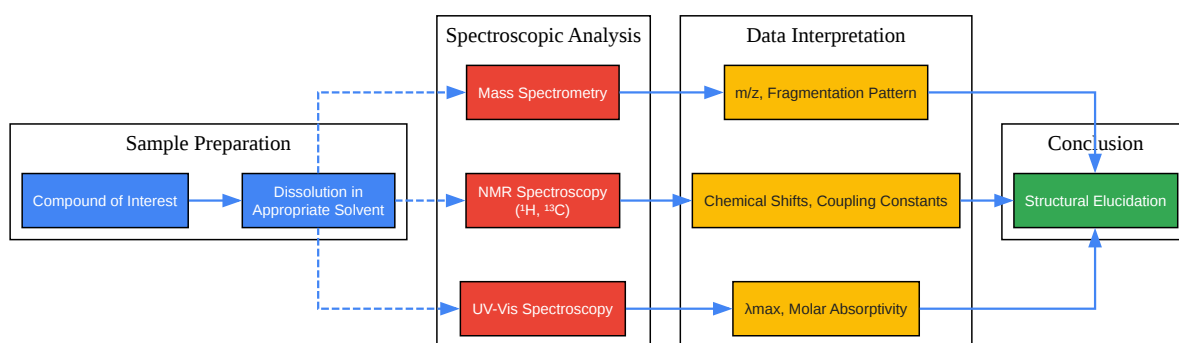 Sample Preparation
Compound of Interest
Dissolution in
Appropriate Solvent
Spectroscopic Analysis
Mass Spectrometry
NMR Spectroscopy
(¹H, ¹³C)
UV-Vis Spectroscopy
Data Interpretation
m/z, Fragmentation Pattern
Chemical Shifts, Coupling Constants
λmax, Molar Absorptivity
Conclusion
Structural Elucidation